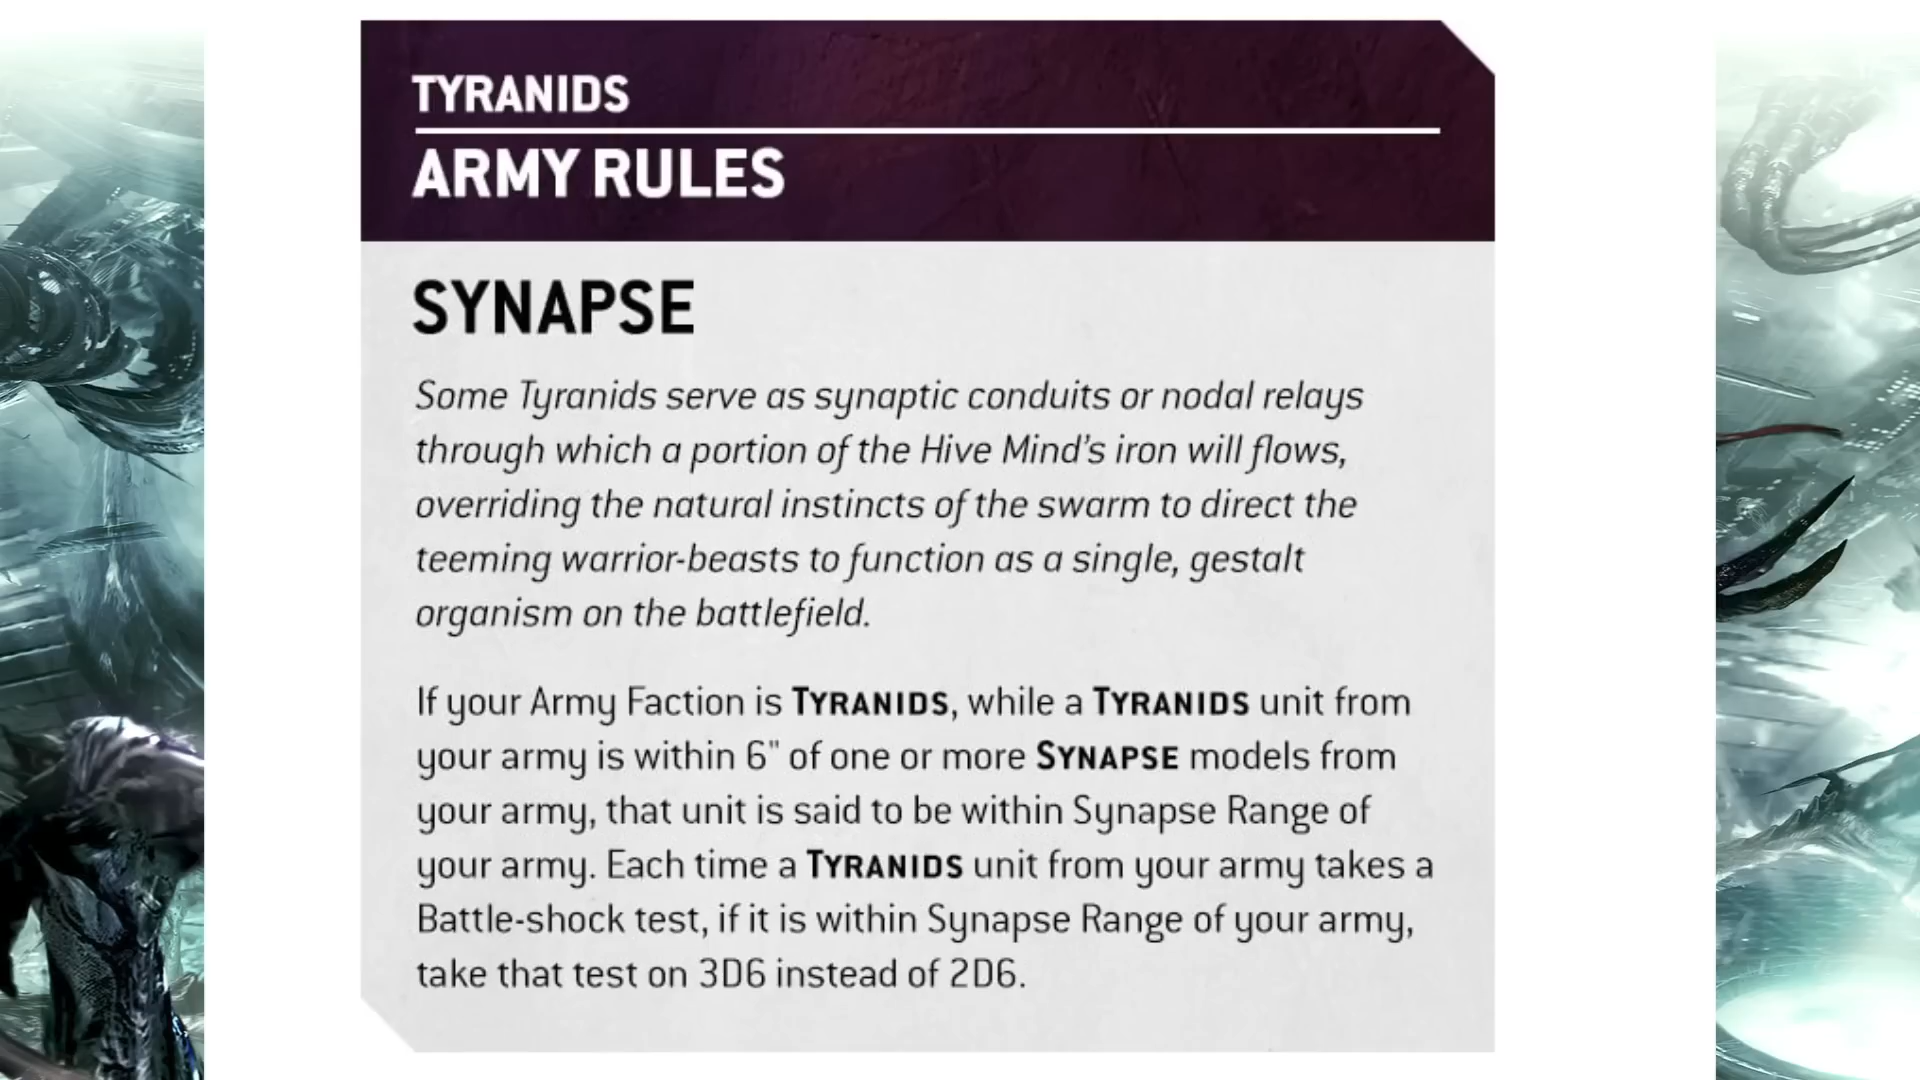 TYRANIDS
ARMY RULES
SYNAPSE
Some Tyranids serve as synaptic conduits or nodal relays
through which a portion of the Hive Mind's iron will flows,
overriding the natural instincts of the swarm to direct the
teeming warrior-beasts to function as a single, gestalt
organism on the battlefield.
If your Army Faction is TYRANIDS, while a TYRANIDS unit from
your army is within 6" of one or more SYNAPSE models from
your army, that unit is said to be within Synapse Range of
your army. Each time a TYRANIDS unit from your army takes a
Battle-shock test, if it is within Synapse Range of your army,
take that test on 3D6 instead of 2D6.